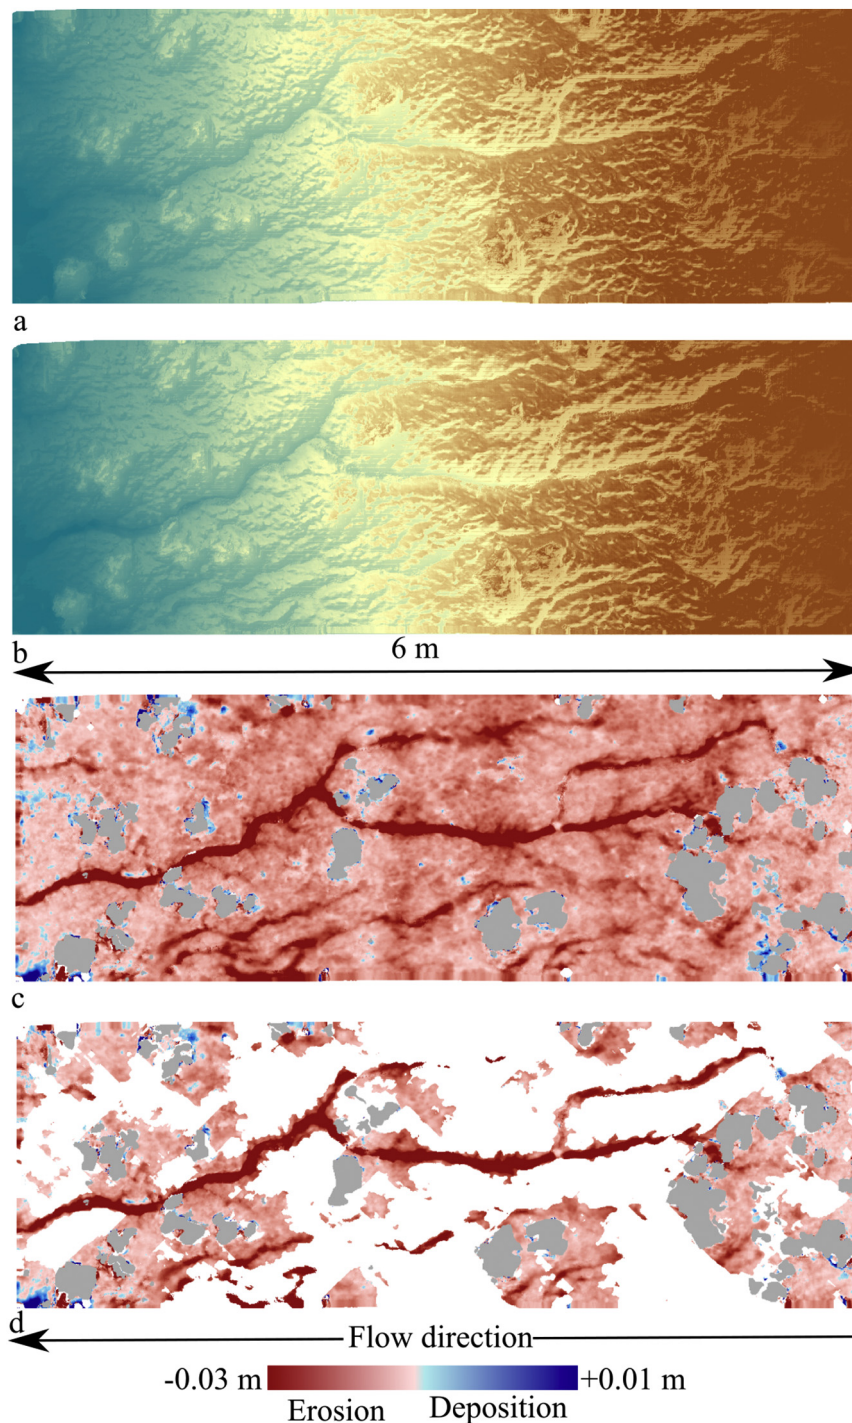 a
b
6 m
c
d
Flow direction
-0.03 m
+0.01 m
Erosion
Deposition